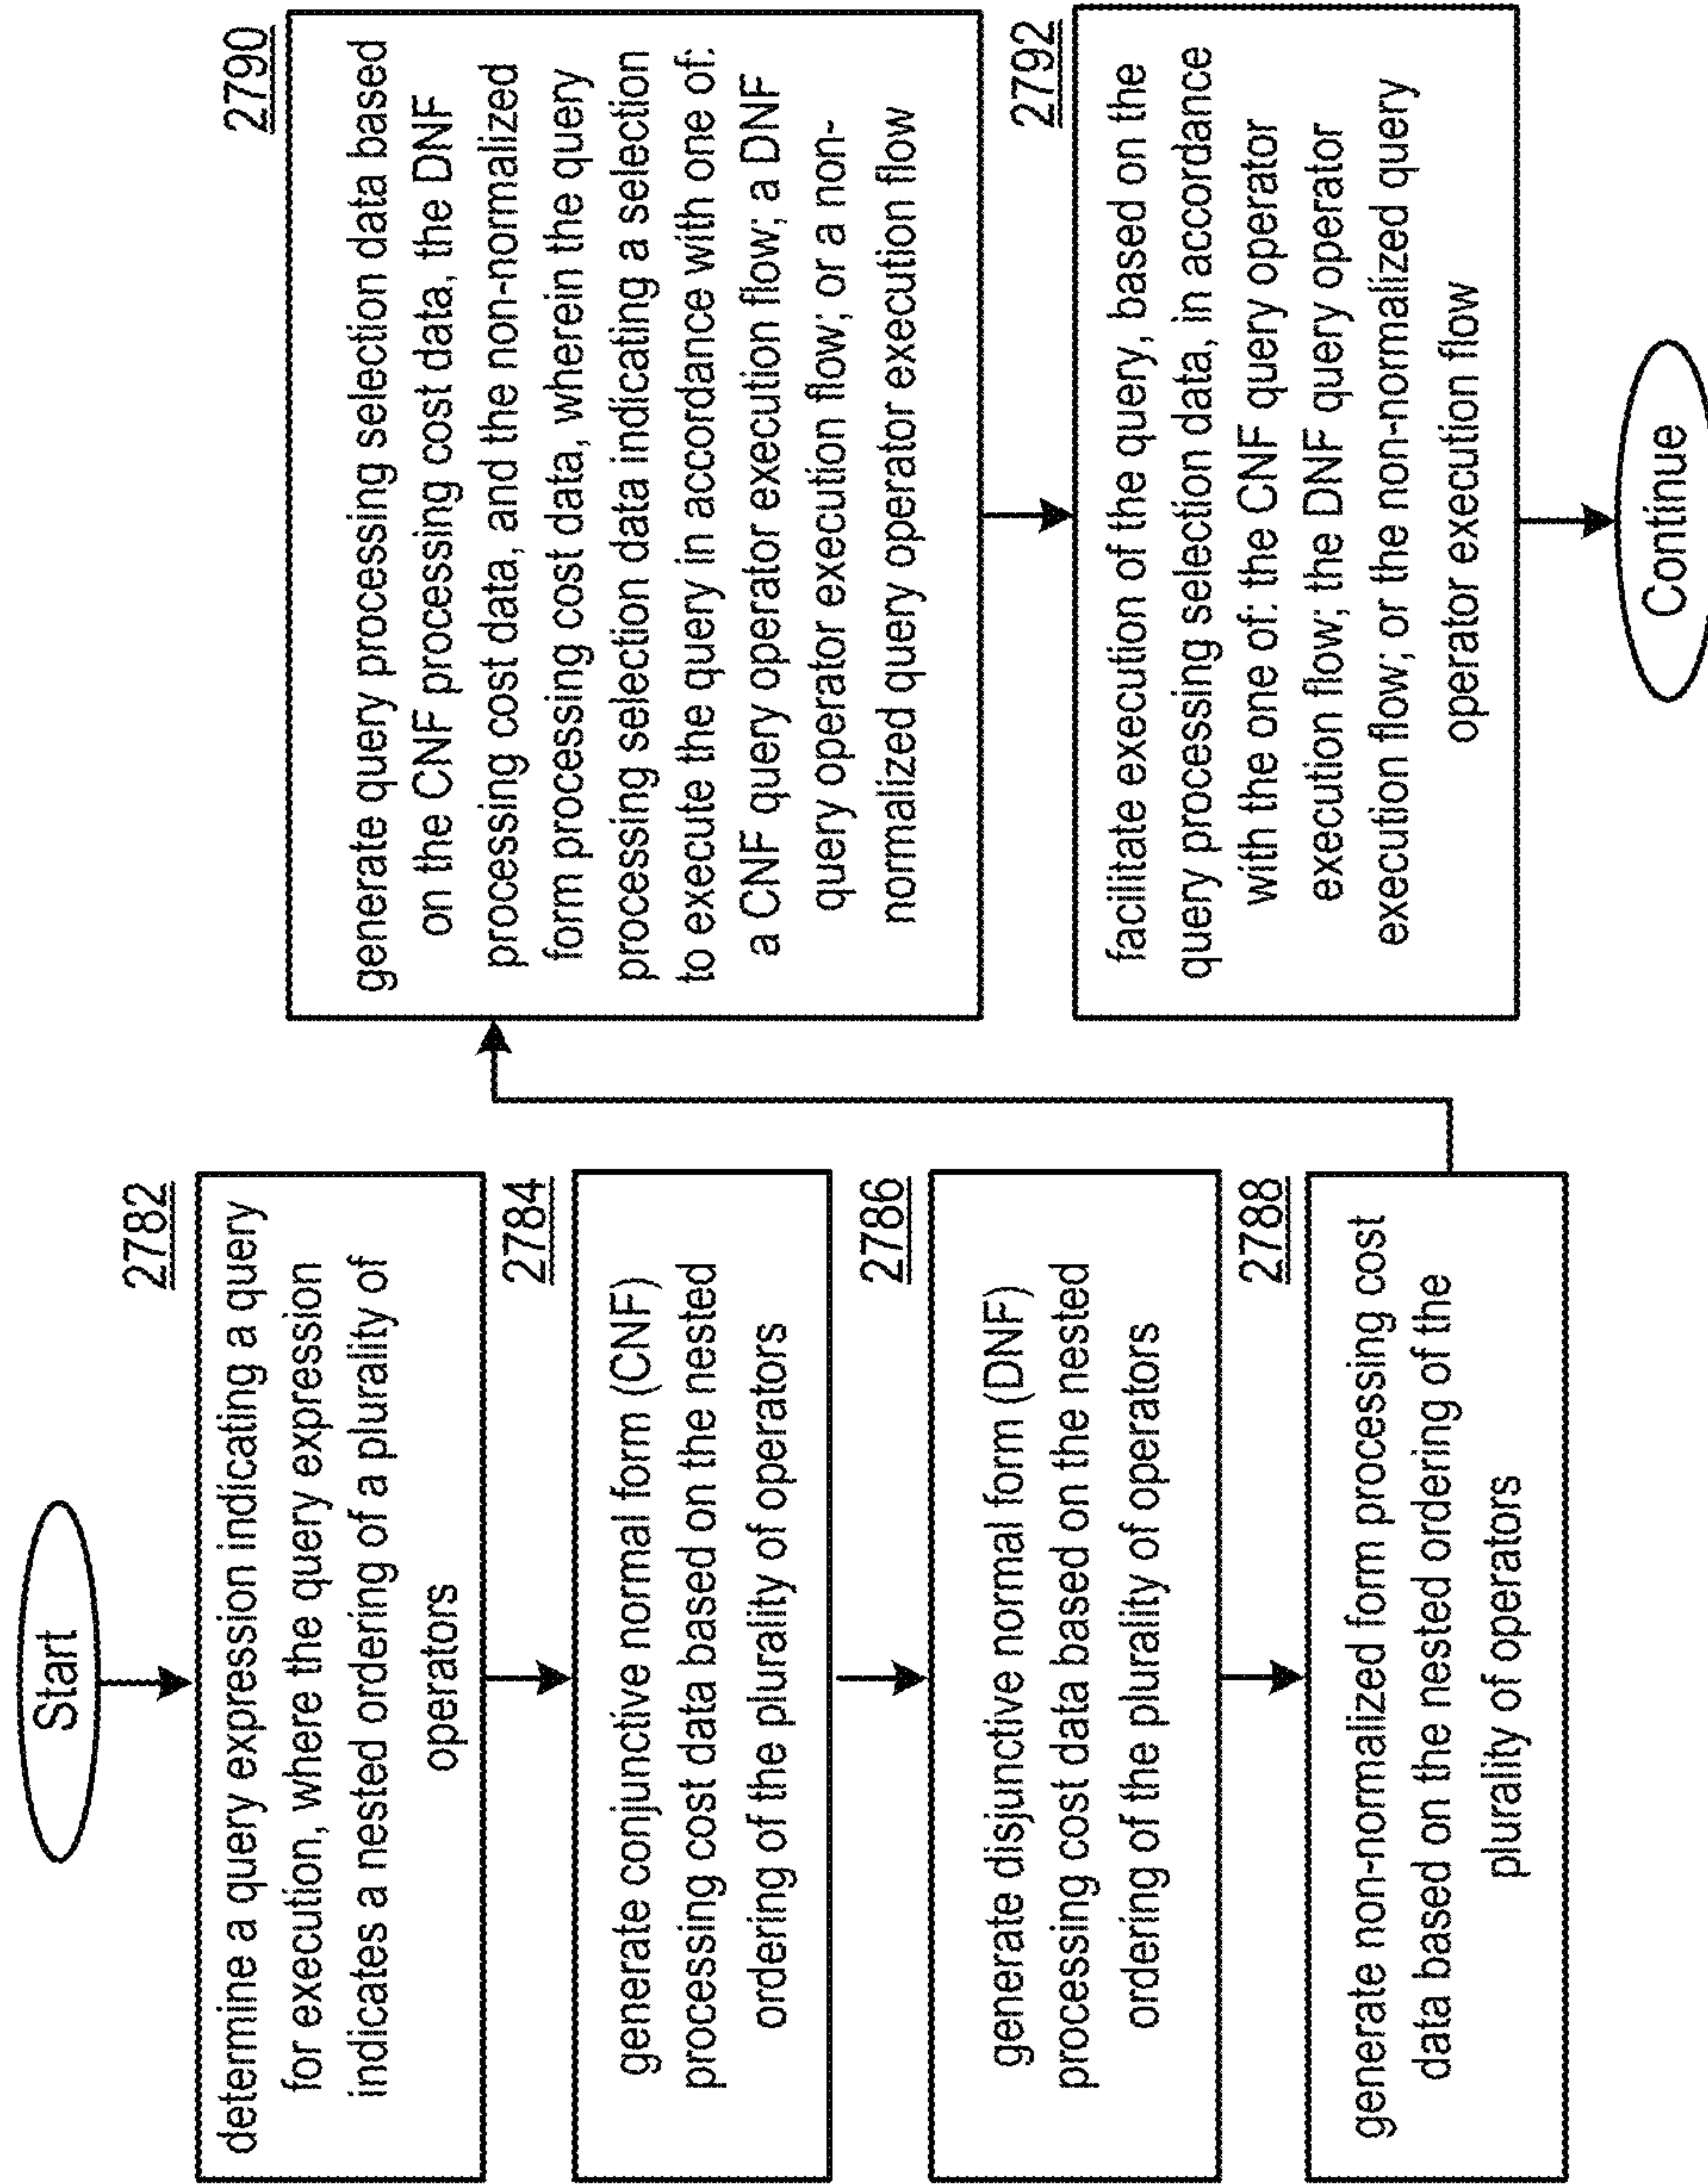 Start
2782
determine a query expression indicating a query
for execution, where the query expression
indicates a nested ordering of a plurality of
operators
2784
generate conjunctive normal form (CNF)
processing cost data based on the nested
ordering of the plurality of operators
2786
generate disjunctive normal form (DNF)
processing cost data based on the nested
ordering of the plurality of operators
2788
generate non-normalized form processing cost
data based on the nested ordering of the
plurality of operators
2790
generate query processing selection data based
on the CNF processing cost data, the DNF
processing cost data, and the non-normalized
form processing cost data, wherein the query
processing selection data indicating a selection
to execute the query in accordance with one of:
a CNF query operator execution flow; a DNF
query operator execution flow; or a non-
normalized query operator execution flow
2792
facilitate execution of the query, based on the
query processing selection data, in accordance
with the one of: the CNF query operator
execution flow; the DNF query operator
execution flow; or the non-normalized query
operator execution flow
Continue